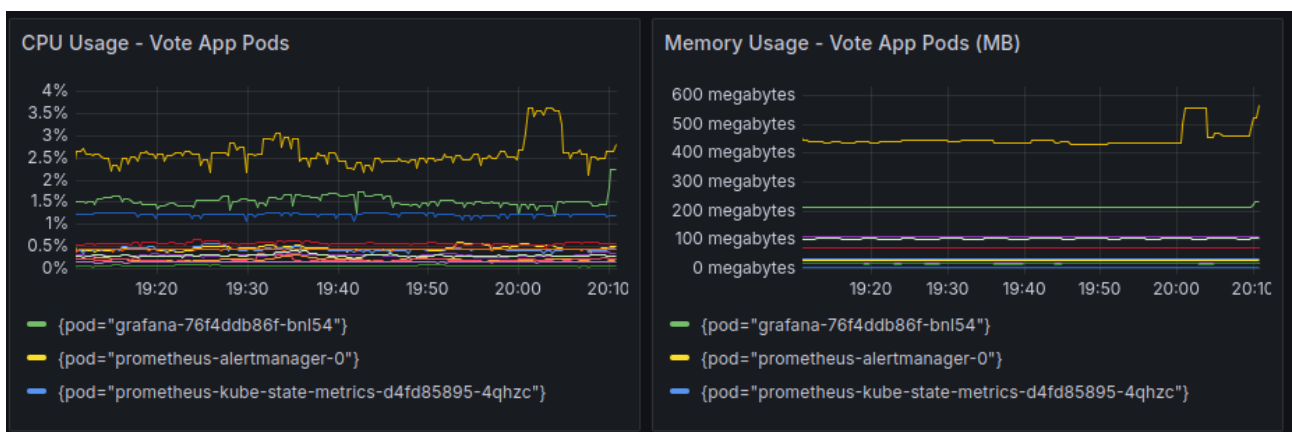 CPU Usage - Vote App Pods
4%
3.5%
3%
2.5%
2%
1.5%
1%
0.5%
0%
19:20 19:30 19:40 19:50 20:00 20:10
{pod="grafana-76f4ddb86f-bnl54"}
{pod="prometheus-alertmanager-0"}
{pod="prometheus-kube-state-metrics-d4fd85895-4qhzc"}
Memory Usage - Vote App Pods (MB)
600 megabytes
500 megabytes
400 megabytes
300 megabytes
200 megabytes
100 megabytes
0 megabytes
19:20 19:30 19:40 19:50 20:00 20:10
{pod="grafana-76f4ddb86f-bnl54"}
{pod="prometheus-alertmanager-0"}
{pod="prometheus-kube-state-metrics-d4fd85895-4qhzc"}